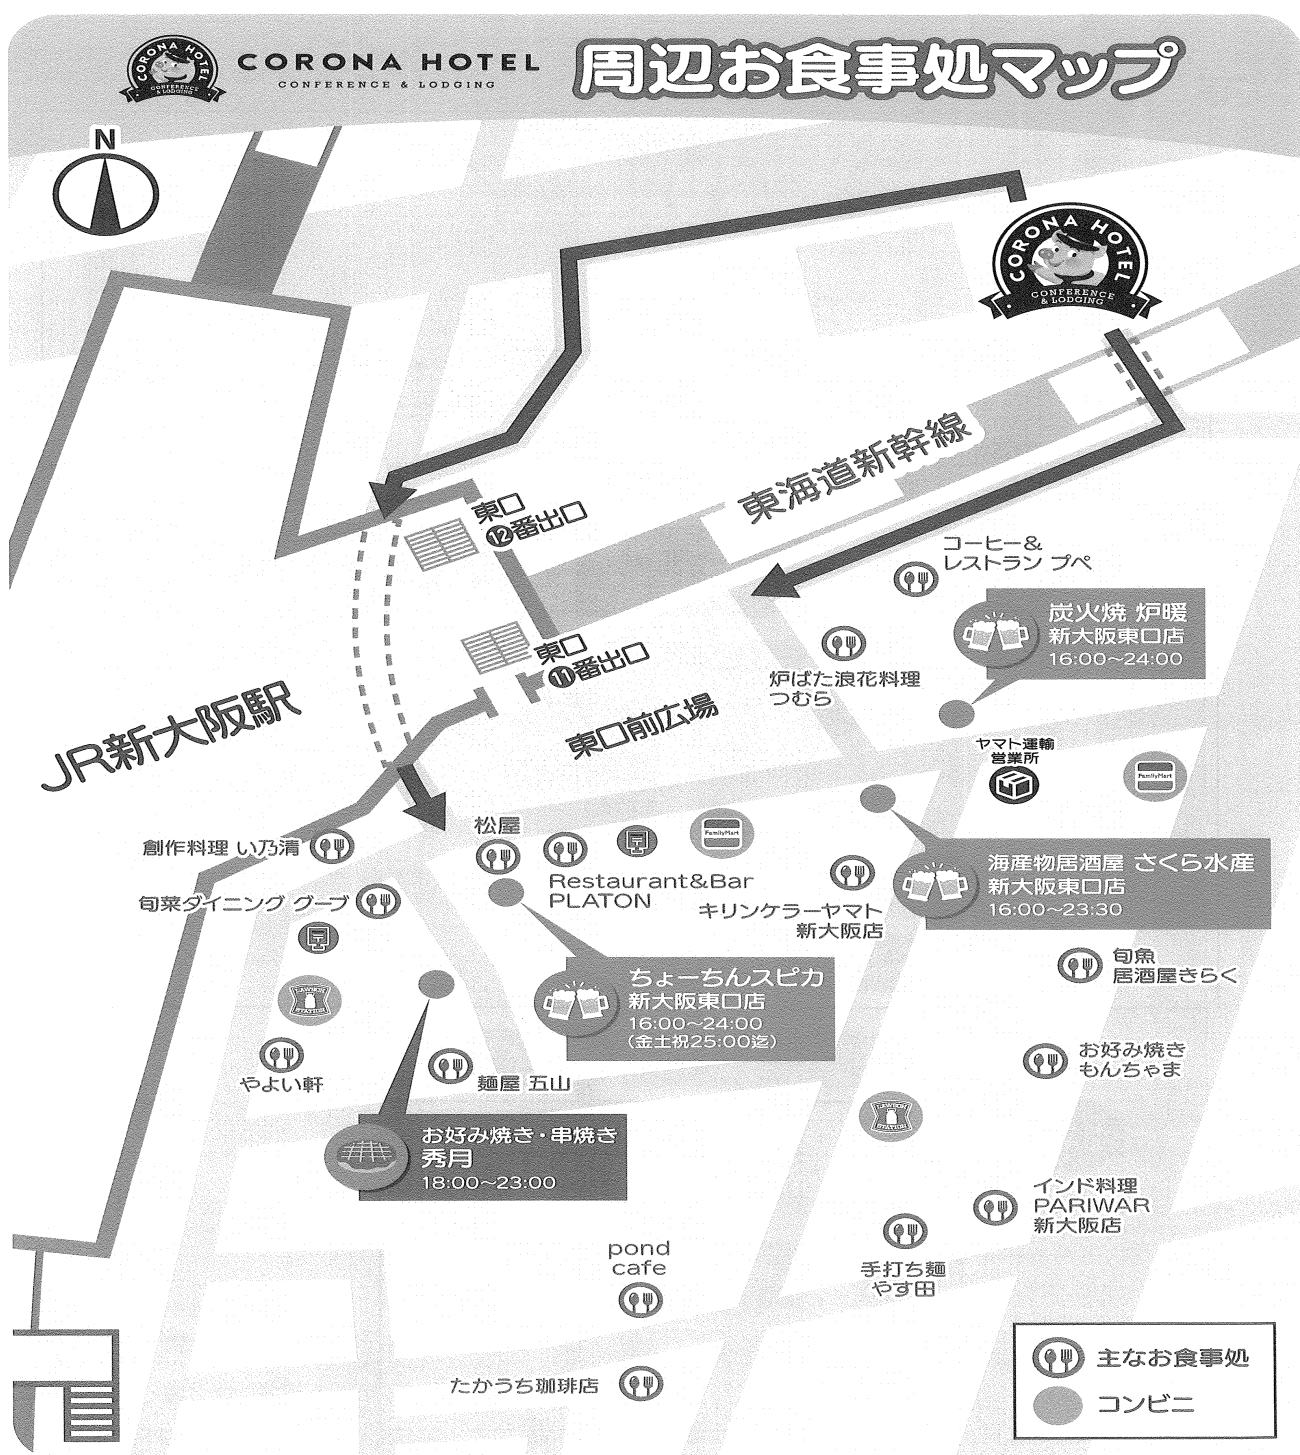 CORONA HOTEL
CONFERENCE & LODGING
CORONA HOTEL
CONFERENCE & LODGING
周辺お食事処マップ
N
CORONA HOTEL
CONFERENCE
& LODGING
東海道新幹線
東口
⑫番出口
東口
⑪番出口
JR新大阪駅
東口前広場
コーヒー&
レストラン プペ
炭火焼 炉暖
新大阪東口店
16:00～24:00
炉ばた浪花料理
つむら
ヤマト運輸
営業所
FamilyMart
創作料理 い乃清
松屋
FamilyMart
旬菜ダイニング グーブ
Restaurant&Bar
PLATON
キリンケラーヤマト
新大阪店
海産物居酒屋 さくら水産
新大阪東口店
16:00～23:30
旬魚
居酒屋きらく
ちょーちんスピカ
新大阪東口店
16:00～24:00
(金土祝25:00迄)
LAWSON
STATION
やよい軒
麺屋 五山
お好み焼き
もんちゃま
LAWSON
STATION
お好み焼き・串焼き
秀月
18:00～23:00
インド料理
PARIWAR
新大阪店
手打ち麺
やす田
pond
cafe
たかうち珈琲店
主なお食事処
コンビニ